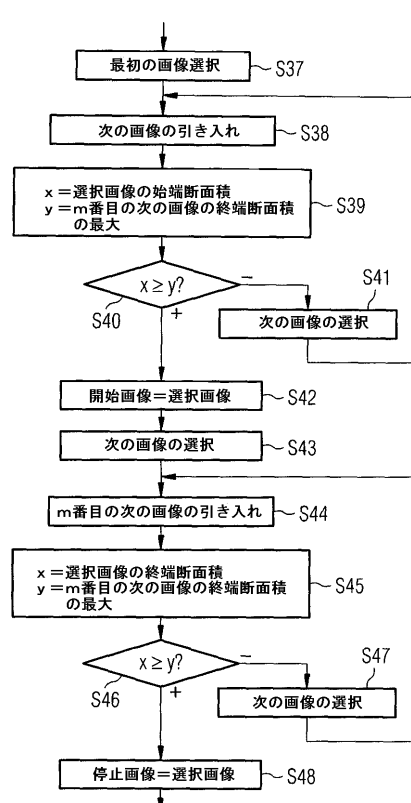 最初の画像選択
S37
次の画像の引き入れ
S38
x=選択画像の始端断面積
y=m番目の次の画像の終端断面積
の最大
S39
x≥y?
S40
－
+
S41
次の画像の選択
開始画像=選択画像
S42
次の画像の選択
S43
m番目の次の画像の引き入れ
S44
x=選択画像の終端断面積
y=m番目の次の画像の終端断面積
の最大
S45
x≥y?
S46
－
+
S47
次の画像の選択
停止画像=選択画像
S48